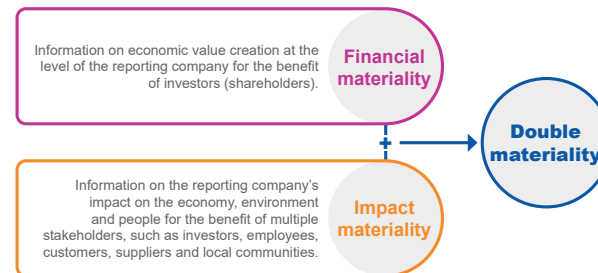 Information on economic value creation at the
level of the reporting company for the benefit
of investors (shareholders).
Financial
materiality
+
Double
materiality
Information on the reporting company’s
impact on the economy, environment
and people for the benefit of multiple
stakeholders, such as investors, employees,
customers, suppliers and local communities.
Impact
materiality